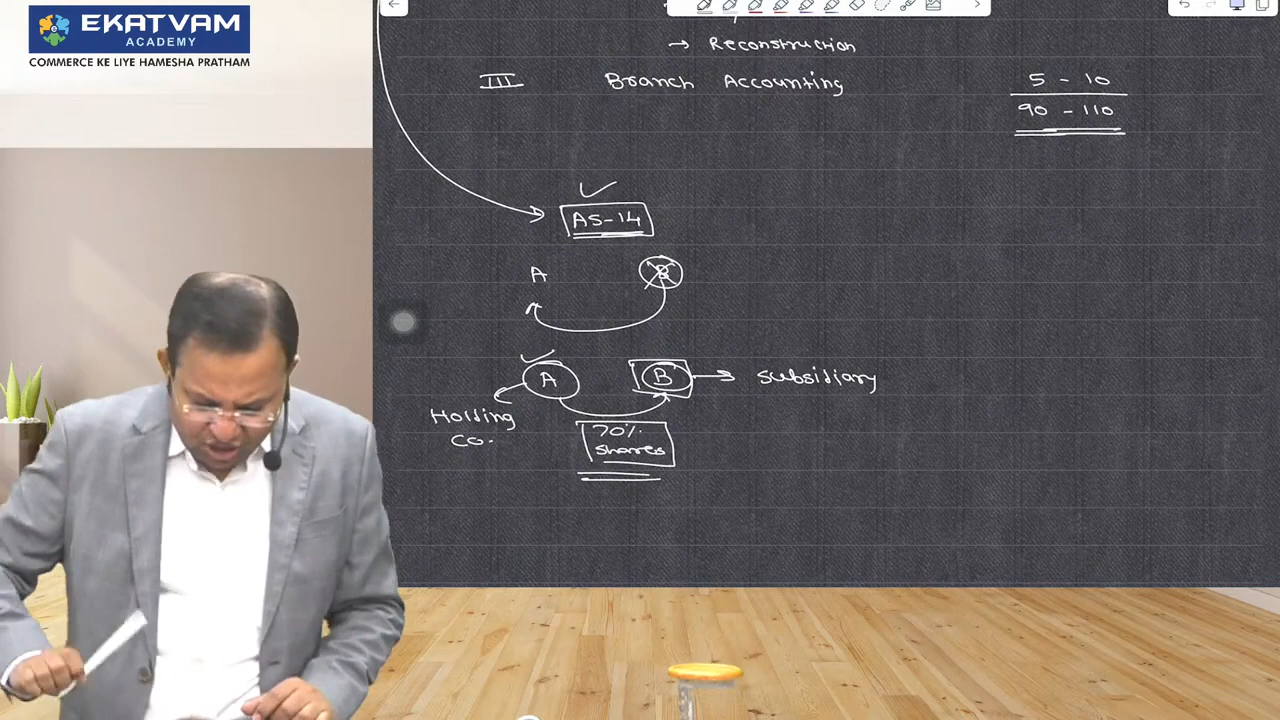 EKATVAM
ACADEMY
COMMERCE KE LIYE HAMESHA PRATHAM
→ Reconstruction
III Branch Accounting 5 - 10
90 - 110
AS-14
A B
A B → subsidiary
Holding
Co.
70%
shares